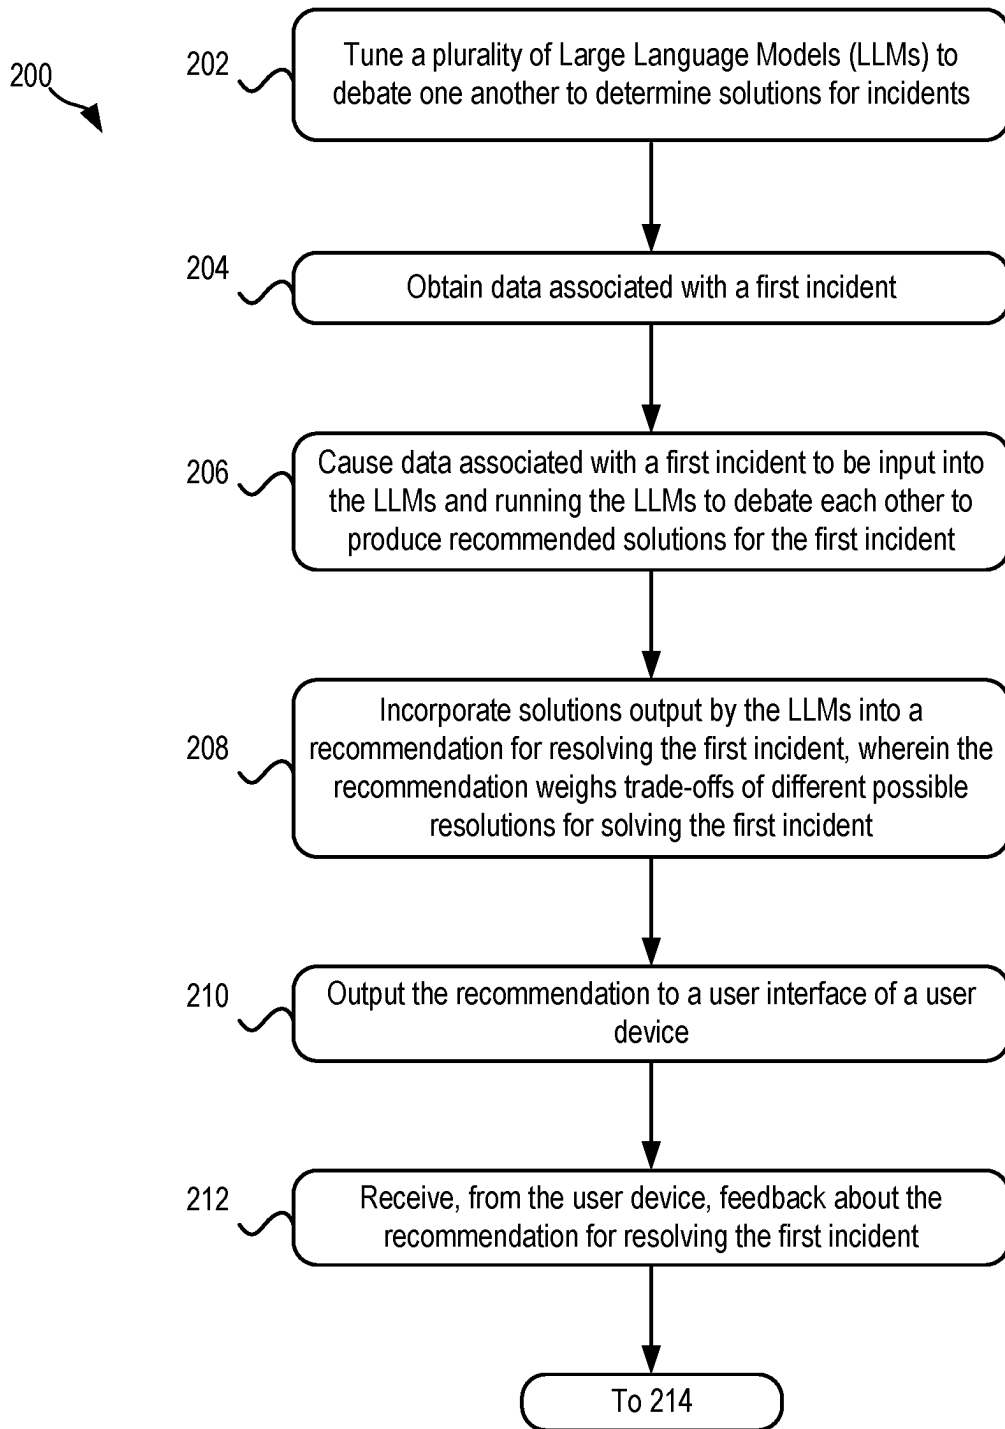 200
202
Tune a plurality of Large Language Models (LLMs) to
debate one another to determine solutions for incidents
204
Obtain data associated with a first incident
206
Cause data associated with a first incident to be input into
the LLMs and running the LLMs to debate each other to
produce recommended solutions for the first incident
208
Incorporate solutions output by the LLMs into a
recommendation for resolving the first incident, wherein the
recommendation weighs trade-offs of different possible
resolutions for solving the first incident
210
Output the recommendation to a user interface of a user
device
212
Receive, from the user device, feedback about the
recommendation for resolving the first incident
To 214